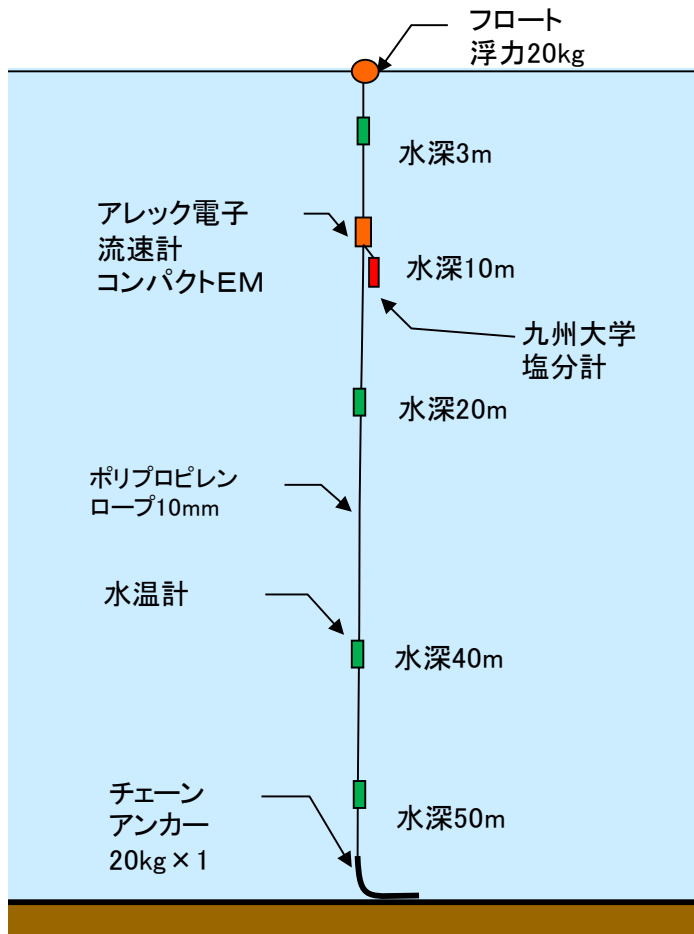 フロート
浮力20kg
水深3m
アレック電子
流速計
コンパクトEM
水深10m
九州大学
塩分計
水深20m
ポリプロピレン
ロープ10mm
水温計
水深40m
チェーン
アンカー
20kg×1
水深50m